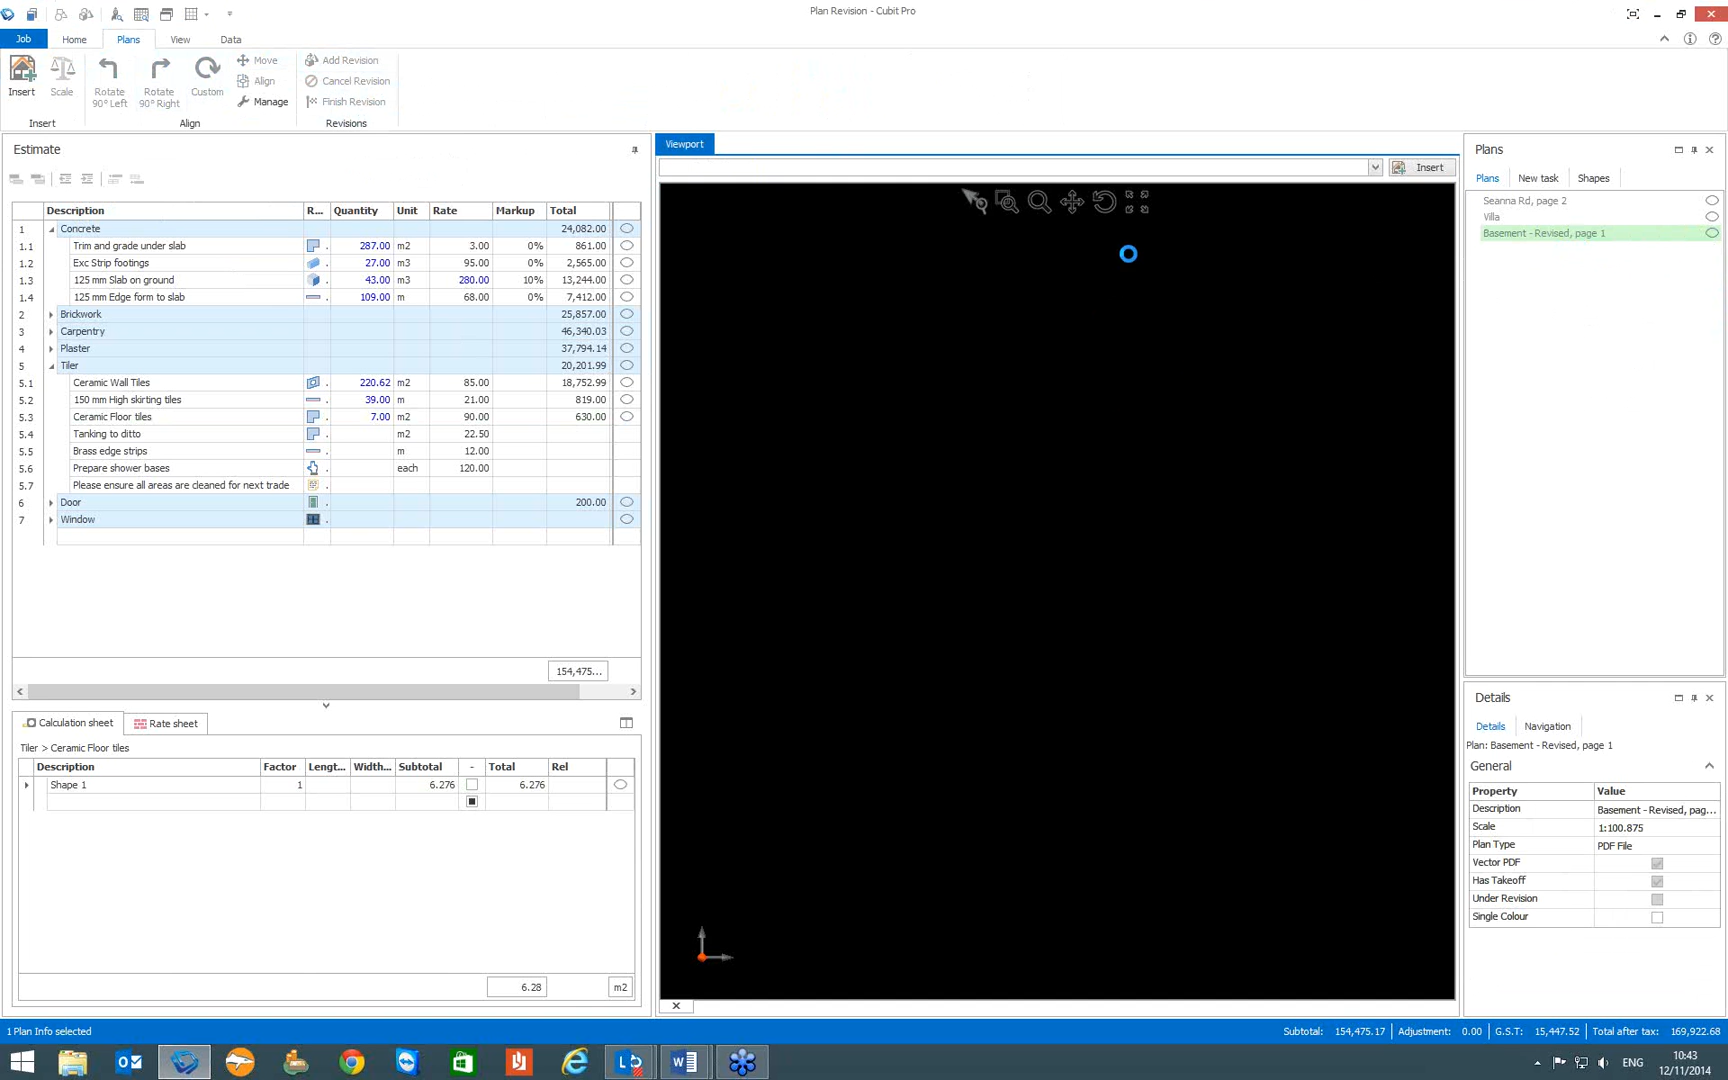 Plan Revision - Cubit Pro
Job Home Plans View Data
Insert Scale Rotate 90° Left Rotate 90° Right Custom Move Align Manage Add Revision Cancel Revision Finish Revision
Insert Align Revisions
Estimate
Description R... Quantity Unit Rate Markup Total
1 Concrete 24,082.00
1.1 Trim and grade under slab . 287.00 m2 3.00 0% 861.00
1.2 Exc Strip footings . 27.00 m3 95.00 0% 2,565.00
1.3 125 mm Slab on ground . 43.00 m3 280.00 10% 13,244.00
1.4 125 mm Edge form to slab . 109.00 m 68.00 0% 7,412.00
2 Brickwork 25,857.00
3 Carpentry 46,340.03
4 Plaster 37,794.14
5 Tiler 20,201.99
5.1 Ceramic Wall Tiles . 220.62 m2 85.00 18,752.99
5.2 150 mm High skirting tiles . 39.00 m 21.00 819.00
5.3 Ceramic Floor tiles . 7.00 m2 90.00 630.00
5.4 Tanking to ditto . m2 22.50
5.5 Brass edge strips . m 12.00
5.6 Prepare shower bases . each 120.00
5.7 Please ensure all areas are cleaned for next trade .
6 Door . 200.00
7 Window .
154,475...
Calculation sheet Rate sheet
Tiler > Ceramic Floor tiles
Description Factor Lengt... Width... Subtotal - Total Rel
Shape 1 1 6.276 6.276
6.28 m2
Viewport
Insert
Plans
Plans New task Shapes
Seanna Rd, page 2
Villa
Basement - Revised, page 1
Details
Details Navigation
Plan: Basement - Revised, page 1
General
Property Value
Description Basement - Revised, pag...
Scale 1:100.875
Plan Type PDF File
Vector PDF
Has Takeoff
Under Revision
Single Colour
1 Plan Info selected Subtotal: 154,475.17 Adjustment: 0.00 G.S.T: 15,447.52 Total after tax: 169,922.68
ENG 10:43
12/11/2014